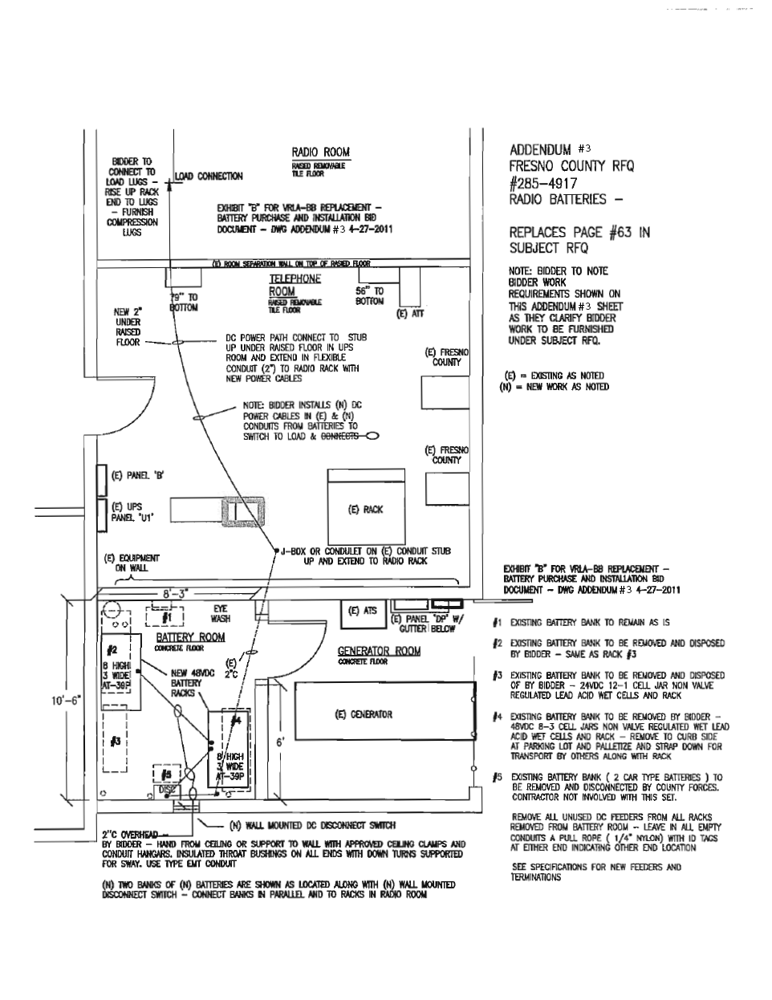 BIDDER TO
CONNECT TO
LOAD LUGS -
RISE UP RACK
END TO LUGS
- FURNISH
COMPRESSION
LUGS
LOAD CONNECTION
RADIO ROOM
RAISED REMOVABLE
TILE FLOOR
EXHIBIT "B" FOR VRLA-BB REPLACEMENT -
BATTERY PURCHASE AND INSTALLATION BID
DOCUMENT - DWG ADDENDUM #3 4-27-2011
(E) ROOM SEPARATION WALL ON TOP OF RASIED FLOOR
79" TO
BOTTOM
TELEPHONE
ROOM
RAISED REMOVABLE
TILE FLOOR
56" TO
BOTTOM
(E) ATT
NEW 2"
UNDER
RAISED
FLOOR
DC POWER PATH CONNECT TO STUB
UP UNDER RAISED FLOOR IN UPS
ROOM AND EXTEND IN FLEXIBLE
CONDUIT (2") TO RADIO RACK WITH
NEW POWER CABLES
(E) FRESNO
COUNTY
NOTE: BIDDER INSTALLS (N) DC
POWER CABLES IN (E) & (N)
CONDUITS FROM BATTERIES TO
SWITCH TO LOAD & CONNECTS
(E) FRESNO
COUNTY
(E) PANEL 'B'
(E) UPS
PANEL 'U1'
(E) RACK
J-BOX OR CONDULET ON (E) CONDUIT STUB
UP AND EXTEND TO RADIO RACK
(E) EQUIPMENT
ON WALL
8'-3"
#1
EYE
WASH
BATTERY ROOM
CONCRETE FLOOR
(E) ATS
(E) PANEL 'DP' W/
GUTTER BELOW
GENERATOR ROOM
CONCRETE FLOOR
#2
8 HIGH
3 WIDE
AT-39P
NEW 48VDC
BATTERY
RACKS
(E)
2"C
10'-6"
(E) GENERATOR
#3
#4
6'
8 HIGH
3 WIDE
AT-39P
#5
DISC
(N) WALL MOUNTED DC DISCONNECT SWITCH
2"C OVERHEAD
BY BIDDER - HAND FROM CEILING OR SUPPORT TO WALL WITH APPROVED CEILING CLAMPS AND
CONDUIT HANGARS. INSULATED THROAT BUSHINGS ON ALL ENDS WITH DOWN TURNS SUPPORTED
FOR SWAY. USE TYPE EMT CONDUIT
(N) TWO BANKS OF (N) BATTERIES ARE SHOWN AS LOCATED ALONG WITH (N) WALL MOUNTED
DISCONNECT SWITCH - CONNECT BANKS IN PARALLEL AND TO RACKS IN RADIO ROOM
ADDENDUM #3
FRESNO COUNTY RFQ
#285-4917
RADIO BATTERIES -
REPLACES PAGE #63 IN
SUBJECT RFQ
NOTE: BIDDER TO NOTE
BIDDER WORK
REQUIREMENTS SHOWN ON
THIS ADDENDUM #3 SHEET
AS THEY CLARIFY BIDDER
WORK TO BE FURNISHED
UNDER SUBJECT RFQ.
(E) = EXISTING AS NOTED
(N) = NEW WORK AS NOTED
EXHIBIT "B" FOR VRLA-BB REPLACEMENT -
BATTERY PURCHASE AND INSTALLATION BID
DOCUMENT - DWG ADDENDUM #3 4-27-2011
#1 EXISTING BATTERY BANK TO REMAIN AS IS
#2 EXISTING BATTERY BANK TO BE REMOVED AND DISPOSED
BY BIDDER - SAME AS RACK #3
#3 EXISTING BATTERY BANK TO BE REMOVED AND DISPOSED
OF BY BIDDER - 24VDC 12-1 CELL JAR NON VALVE
REGULATED LEAD ACID WET CELLS AND RACK
#4 EXISTING BATTERY BANK TO BE REMOVED BY BIDDER -
48VDC 8-3 CELL JARS NON VALVE REGULATED WET LEAD
ACID WET CELLS AND RACK - REMOVE TO CURB SIDE
AT PARKING LOT AND PALLETIZE AND STRAP DOWN FOR
TRANSPORT BY OTHERS ALONG WITH RACK
#5 EXISTING BATTERY BANK ( 2 CAR TYPE BATTERIES ) TO
BE REMOVED AND DISCONNECTED BY COUNTY FORCES.
CONTRACTOR NOT INVOLVED WITH THIS SET.
REMOVE ALL UNUSED DC FEEDERS FROM ALL RACKS
REMOVED FROM BATTERY ROOM - LEAVE IN ALL EMPTY
CONDUITS A PULL ROPE ( 1/4" NYLON) WITH ID TAGS
AT EITHER END INDICATING OTHER END LOCATION
SEE SPECIFICATIONS FOR NEW FEEDERS AND
TERMINATIONS